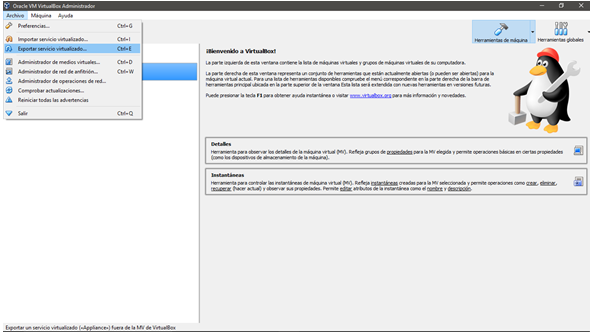 Oracle VM VirtualBox Administrador
Archivo Máquina Ayuda
Preferencias... Ctrl+G
Importar servicio virtualizado... Ctrl+I
Exportar servicio virtualizado... Ctrl+E
Administrador de medios virtuales... Ctrl+D
Administrador de red de anfitrión... Ctrl+W
Administrador de operaciones de red...
Comprobar actualizaciones...
Reiniciar todas las advertencias
Salir Ctrl+Q
Herramientas de máquina Herramientas globales
¡Bienvenido a VirtualBox!
La parte izquierda de esta ventana contiene la lista de máquinas virtuales y grupos de máquinas virtuales de su computadora.
La parte derecha de esta ventana representa un conjunto de herramientas que están actualmente abiertas (o pueden ser abiertas) para la
máquina virtual actual. Para una lista de herramientas disponibles compruebe el menú correspondiente en la parte derecha de la barra de
herramientas principal ubicada en la parte superior de la ventana Esta lista será extendida con nuevas herramientas en versiones futuras.
Puede presionar la tecla F1 para obtener ayuda instantánea o visitar www.virtualbox.org para más información y novedades.
Detalles
Herramienta para observar los detalles de la máquina virtual (MV). Refleja grupos de propiedades para la MV elegida y permite operaciones básicas en ciertas propiedades
(como los dispositivos de almacenamiento de la máquina).
Instantáneas
Herramienta para controlar las instantáneas de máquina virtual (MV). Refleja instantáneas creadas para la MV seleccionada y permite operaciones como crear, eliminar,
recuperar (hacer actual) y observar sus propiedades. Permite editar atributos de la instantánea como el nombre y descripción.
Exportar un servicio virtualizado (=Appliance=) fuera de la MV de VirtualBox